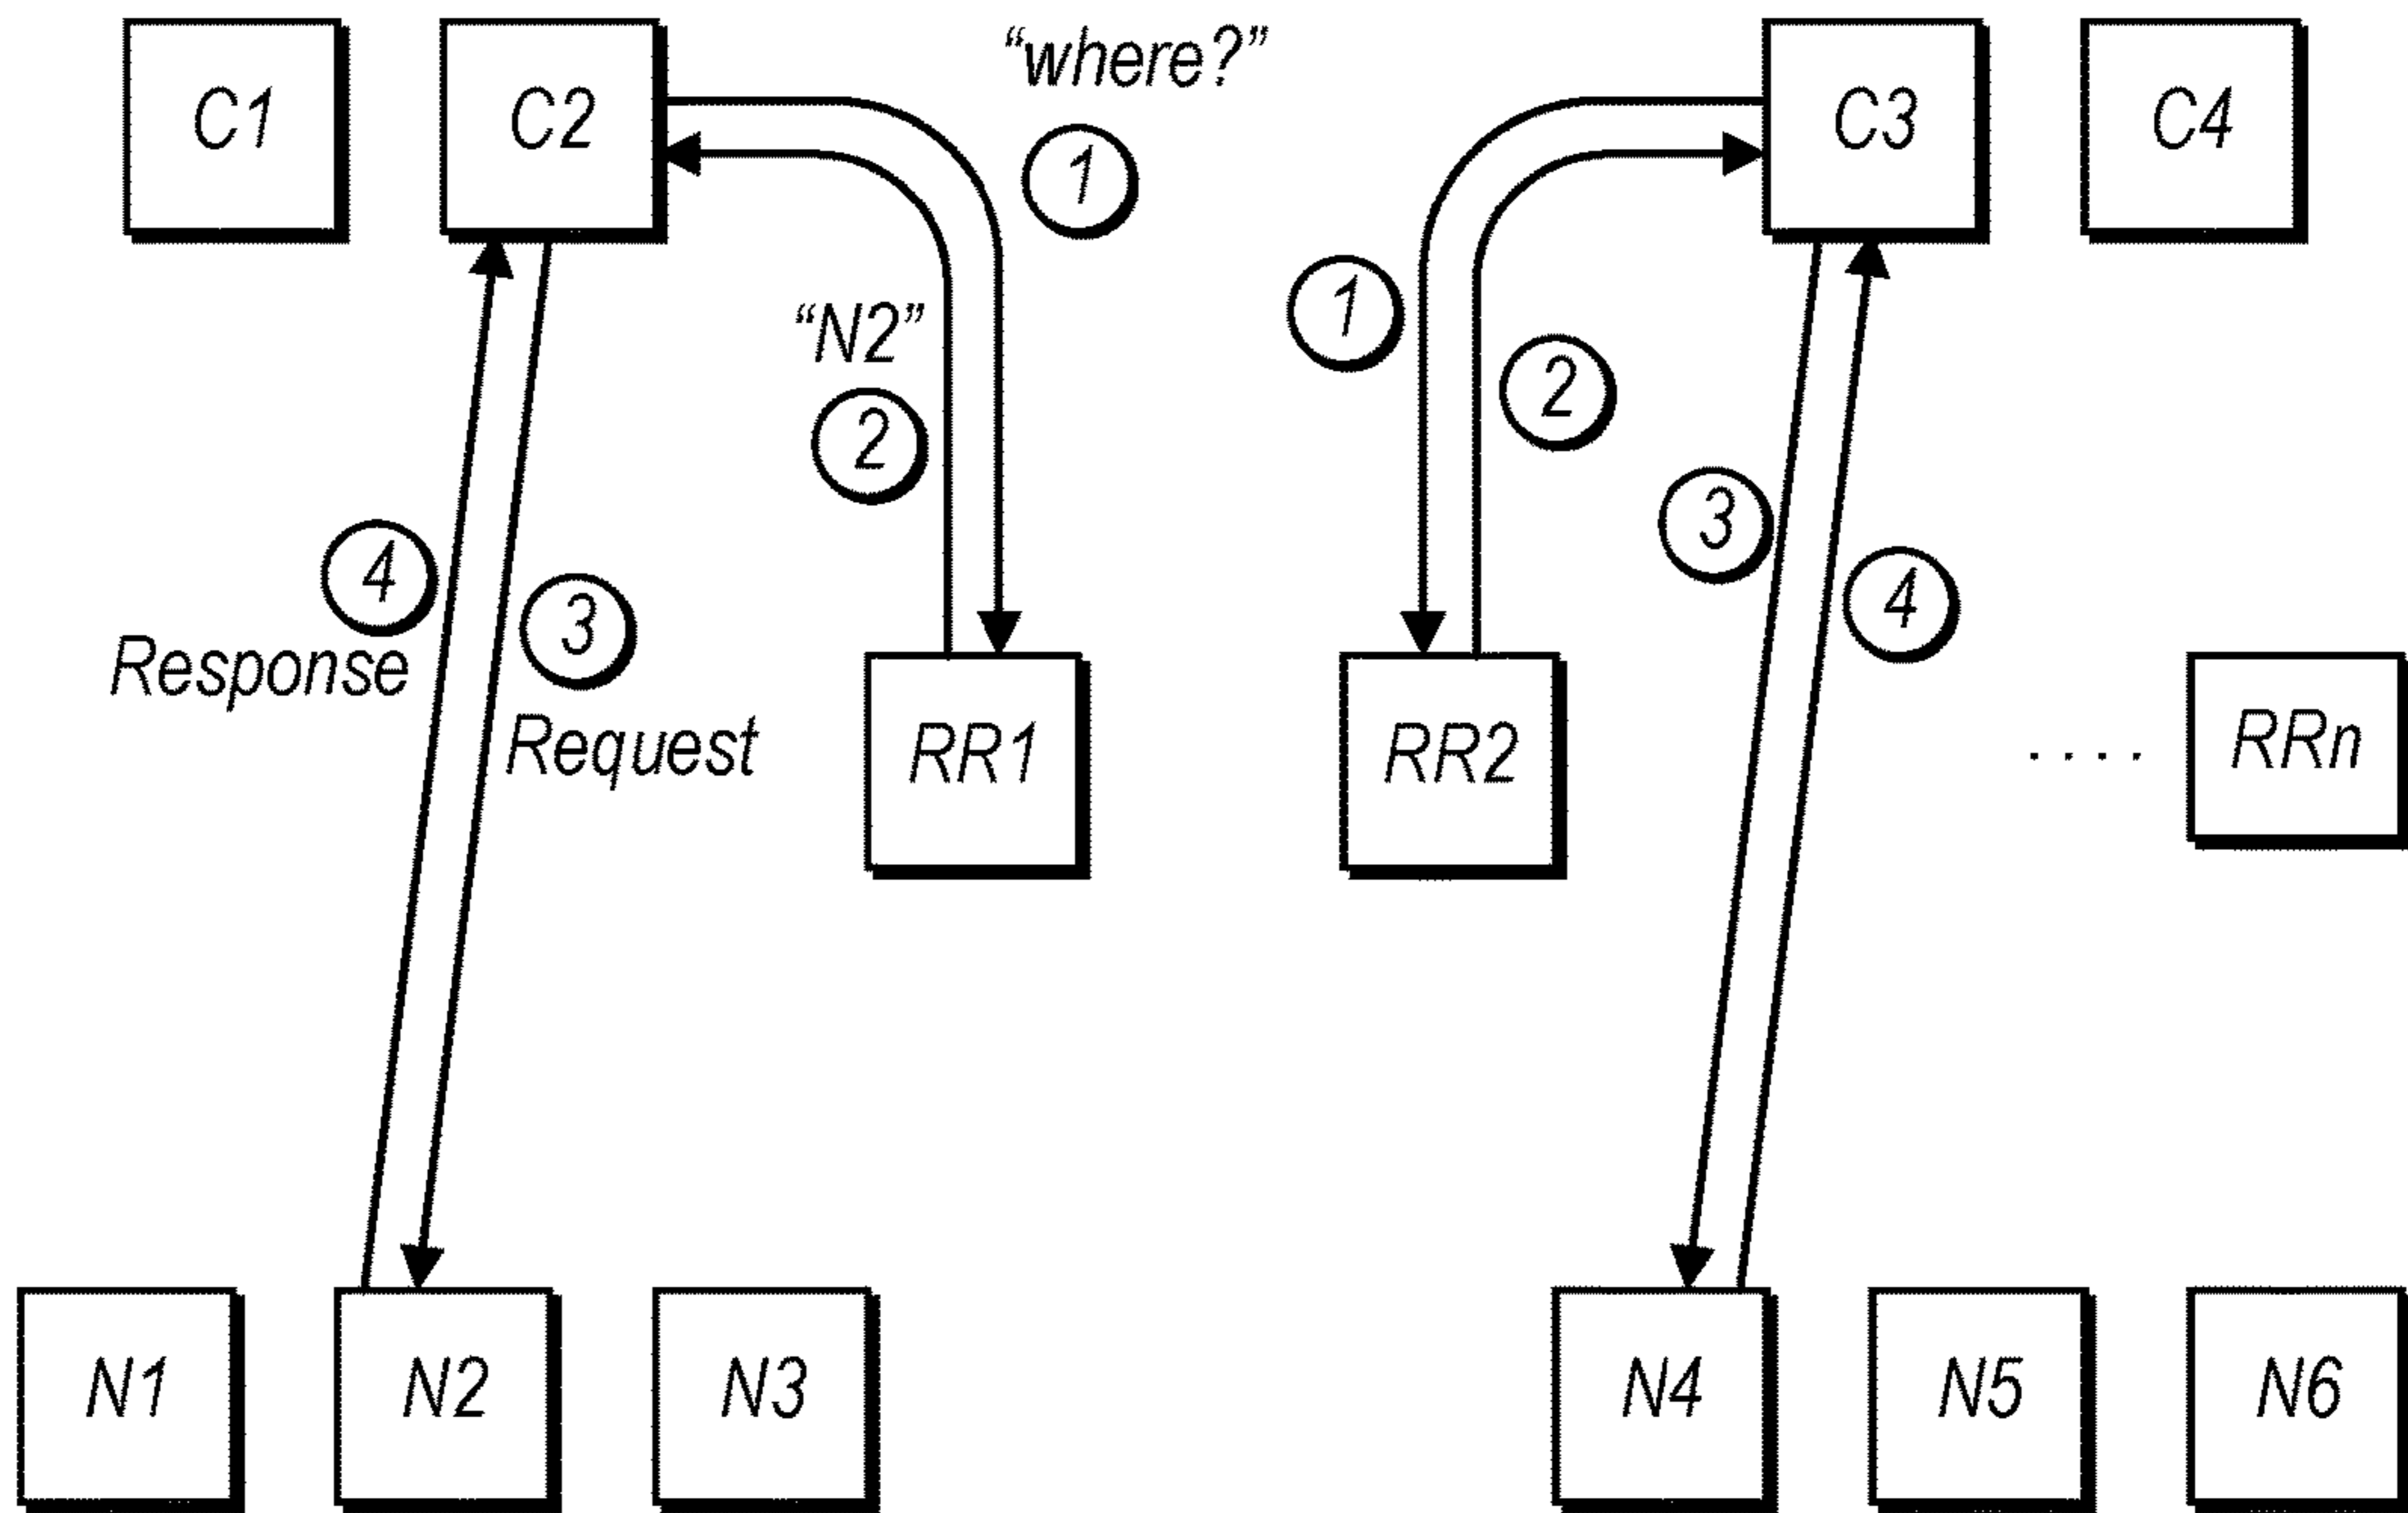 C1
C2
“where?”
1
C3
C4
“N2”
2
1
2
4
Response
3
Request
3
4
RR1
RR2
. . . .
RRn
N1
N2
N3
N4
N5
N6